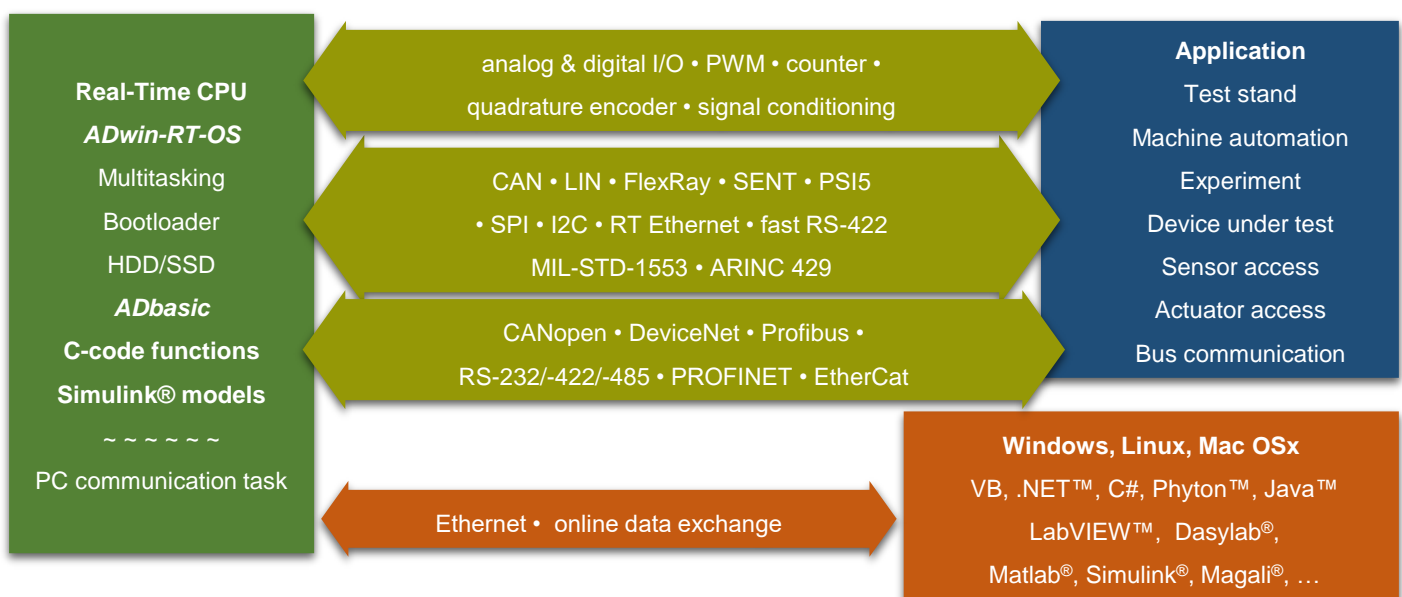 Real-Time CPU
ADwin-RT-OS
Multitasking
Bootloader
HDD/SSD
ADbasic
C-code functions
Simulink® models
~ ~ ~ ~ ~ ~
PC communication task
analog & digital I/O • PWM • counter •
quadrature encoder • signal conditioning
CAN • LIN • FlexRay • SENT • PSI5
• SPI • I2C • RT Ethernet • fast RS-422
MIL-STD-1553 • ARINC 429
CANopen • DeviceNet • Profibus •
RS-232/-422/-485 • PROFINET • EtherCat
Ethernet • online data exchange
Application
Test stand
Machine automation
Experiment
Device under test
Sensor access
Actuator access
Bus communication
Windows, Linux, Mac OSx
VB, .NET™, C#, Phyton™, Java™
LabVIEW™, Dasylab®,
Matlab®, Simulink®, Magali®, …